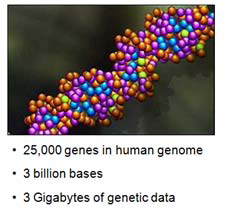 • 25,000 genes in human genome
• 3 billion bases
• 3 Gigabytes of genetic data